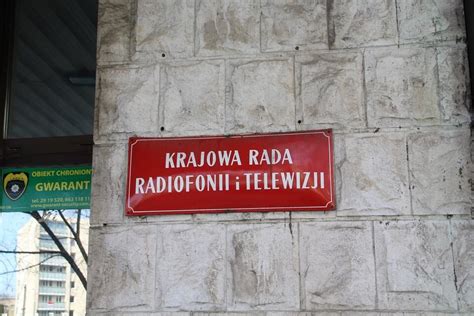 KRAJOWA RADA
RADIOFONII i TELEWIZJI
OBIEKT CHRONIONY
GWARANT